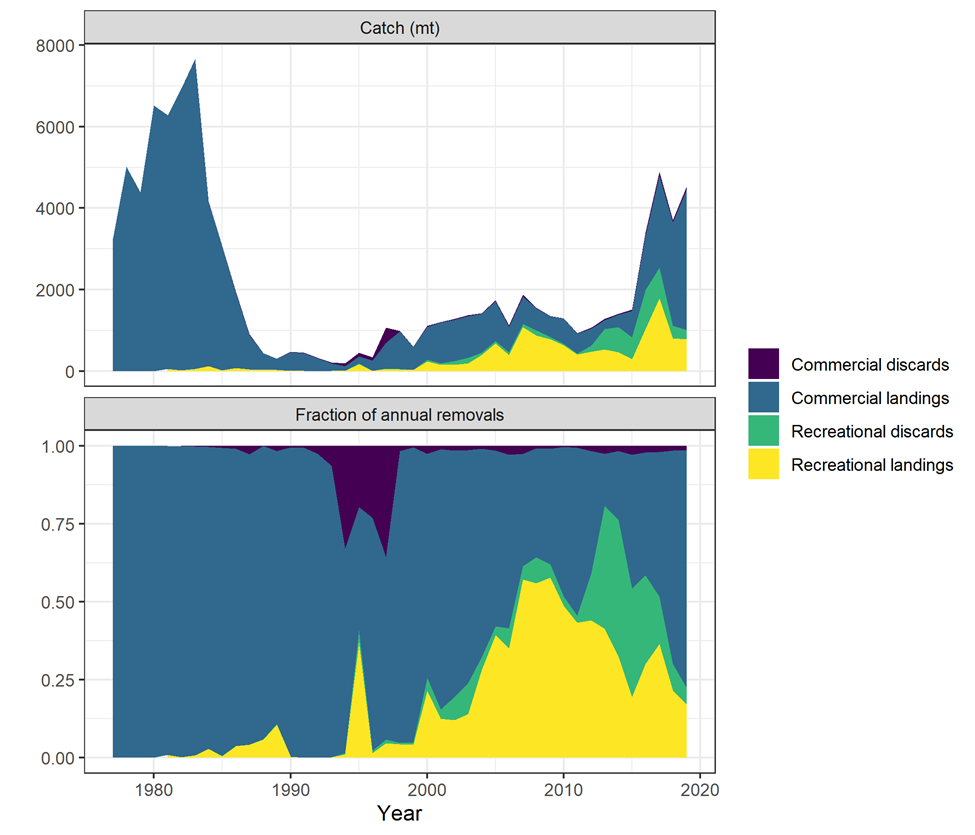 Catch (mt)
8000
6000
4000
2000
0
Fraction of annual removals
1.00
0.75
0.50
0.25
0.00
1980 1990 2000 2010 2020
Year
Commercial discards
Commercial landings
Recreational discards
Recreational landings